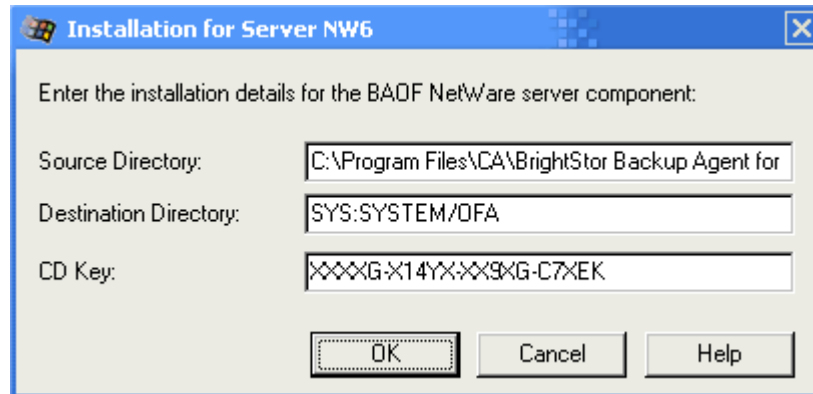 Installation for Server NW6
Enter the installation details for the BAOF NetWare server component:
Source Directory: C:\Program Files\CA\BrightStor Backup Agent for
Destination Directory: SYS:SYSTEM/OFA
CD Key: XXXXG-X14YX-XX9XG-C7XEK
OK Cancel Help